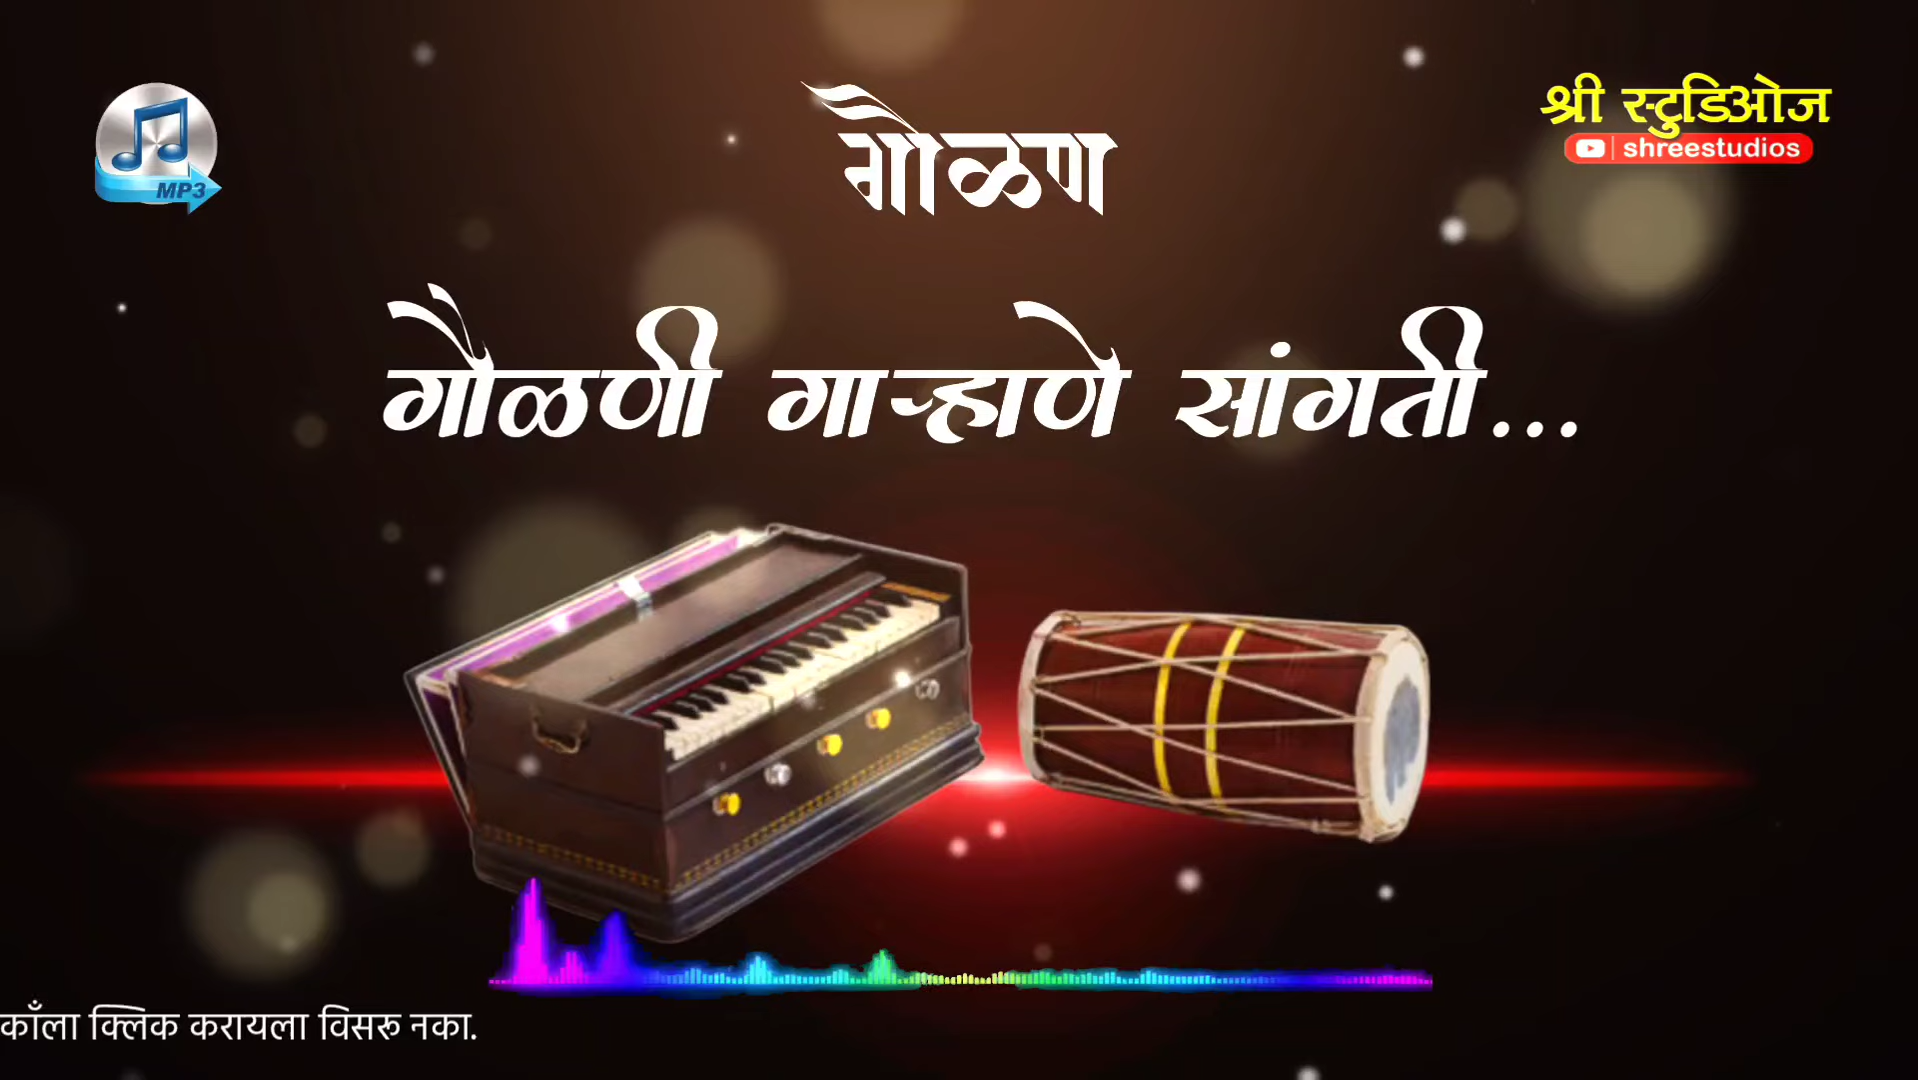 MP3
गौळण
श्री स्टुडिओज
shreestudios
गौळणी गाऱ्हाणे सांगती...
काँला क्लिक करायला विसरू नका.